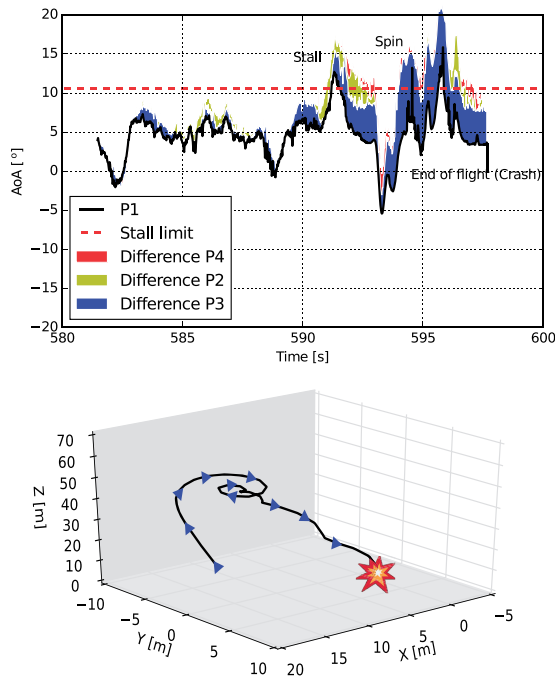 20
15
10
5
0
−5
−10
−15
−20
AoA [°]
Stall
Spin
End of flight (Crash)
P1
Stall limit
Difference P4
Difference P2
Difference P3
580
585
590
595
600
Time [s]
70
60
50
40
30
20
10
0
Z [m]
−10
−5
0
5
10
Y [m]
20
15
10
5
0
−5
X [m]